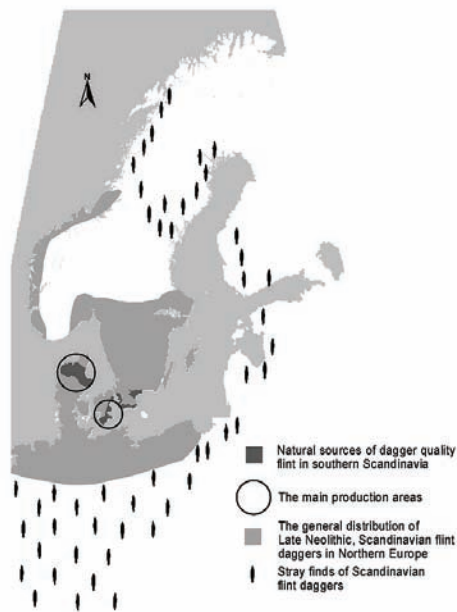 N
Natural sources of dagger quality
flint in southern Scandinavia
The main production areas
The general distribution of
Late Neolithic, Scandinavian flint
daggers in Northern Europe
Stray finds of Scandinavian
flint daggers